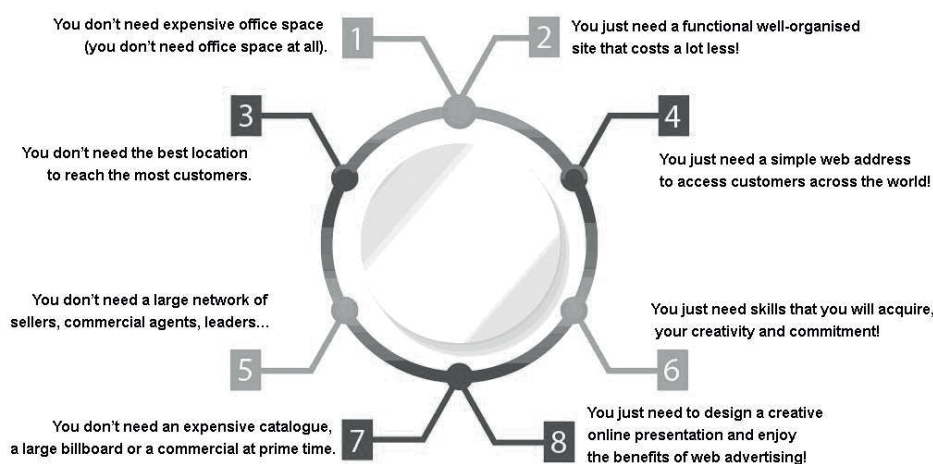 You don't need expensive office space
(you don't need office space at all).
1
2
You just need a functional well-organised
site that costs a lot less!
3
You don't need the best location
to reach the most customers.
4
You just need a simple web address
to access customers across the world!
You don't need a large network of
sellers, commercial agents, leaders...
5
You just need skills that you will acquire,
your creativity and commitment!
6
You don't need an expensive catalogue,
a large billboard or a commercial at prime time.
7
8
You just need to design a creative
online presentation and enjoy
the benefits of web advertising!